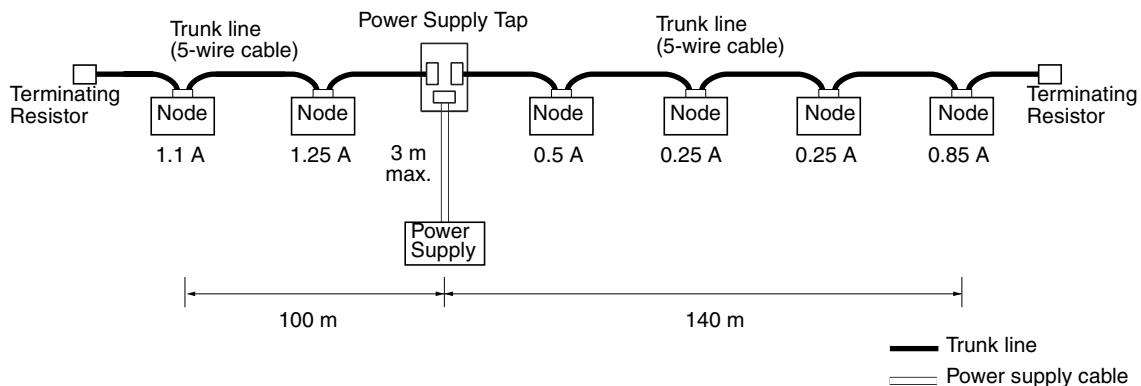 Power Supply Tap
Trunk line
(5-wire cable)
Trunk line
(5-wire cable)
Terminating
Resistor
Node
Node
Node
Node
Node
Node
Terminating
Resistor
1.1 A
1.25 A
3 m
max.
0.5 A
0.25 A
0.25 A
0.85 A
Power
Supply
100 m
140 m
Trunk line
Power supply cable